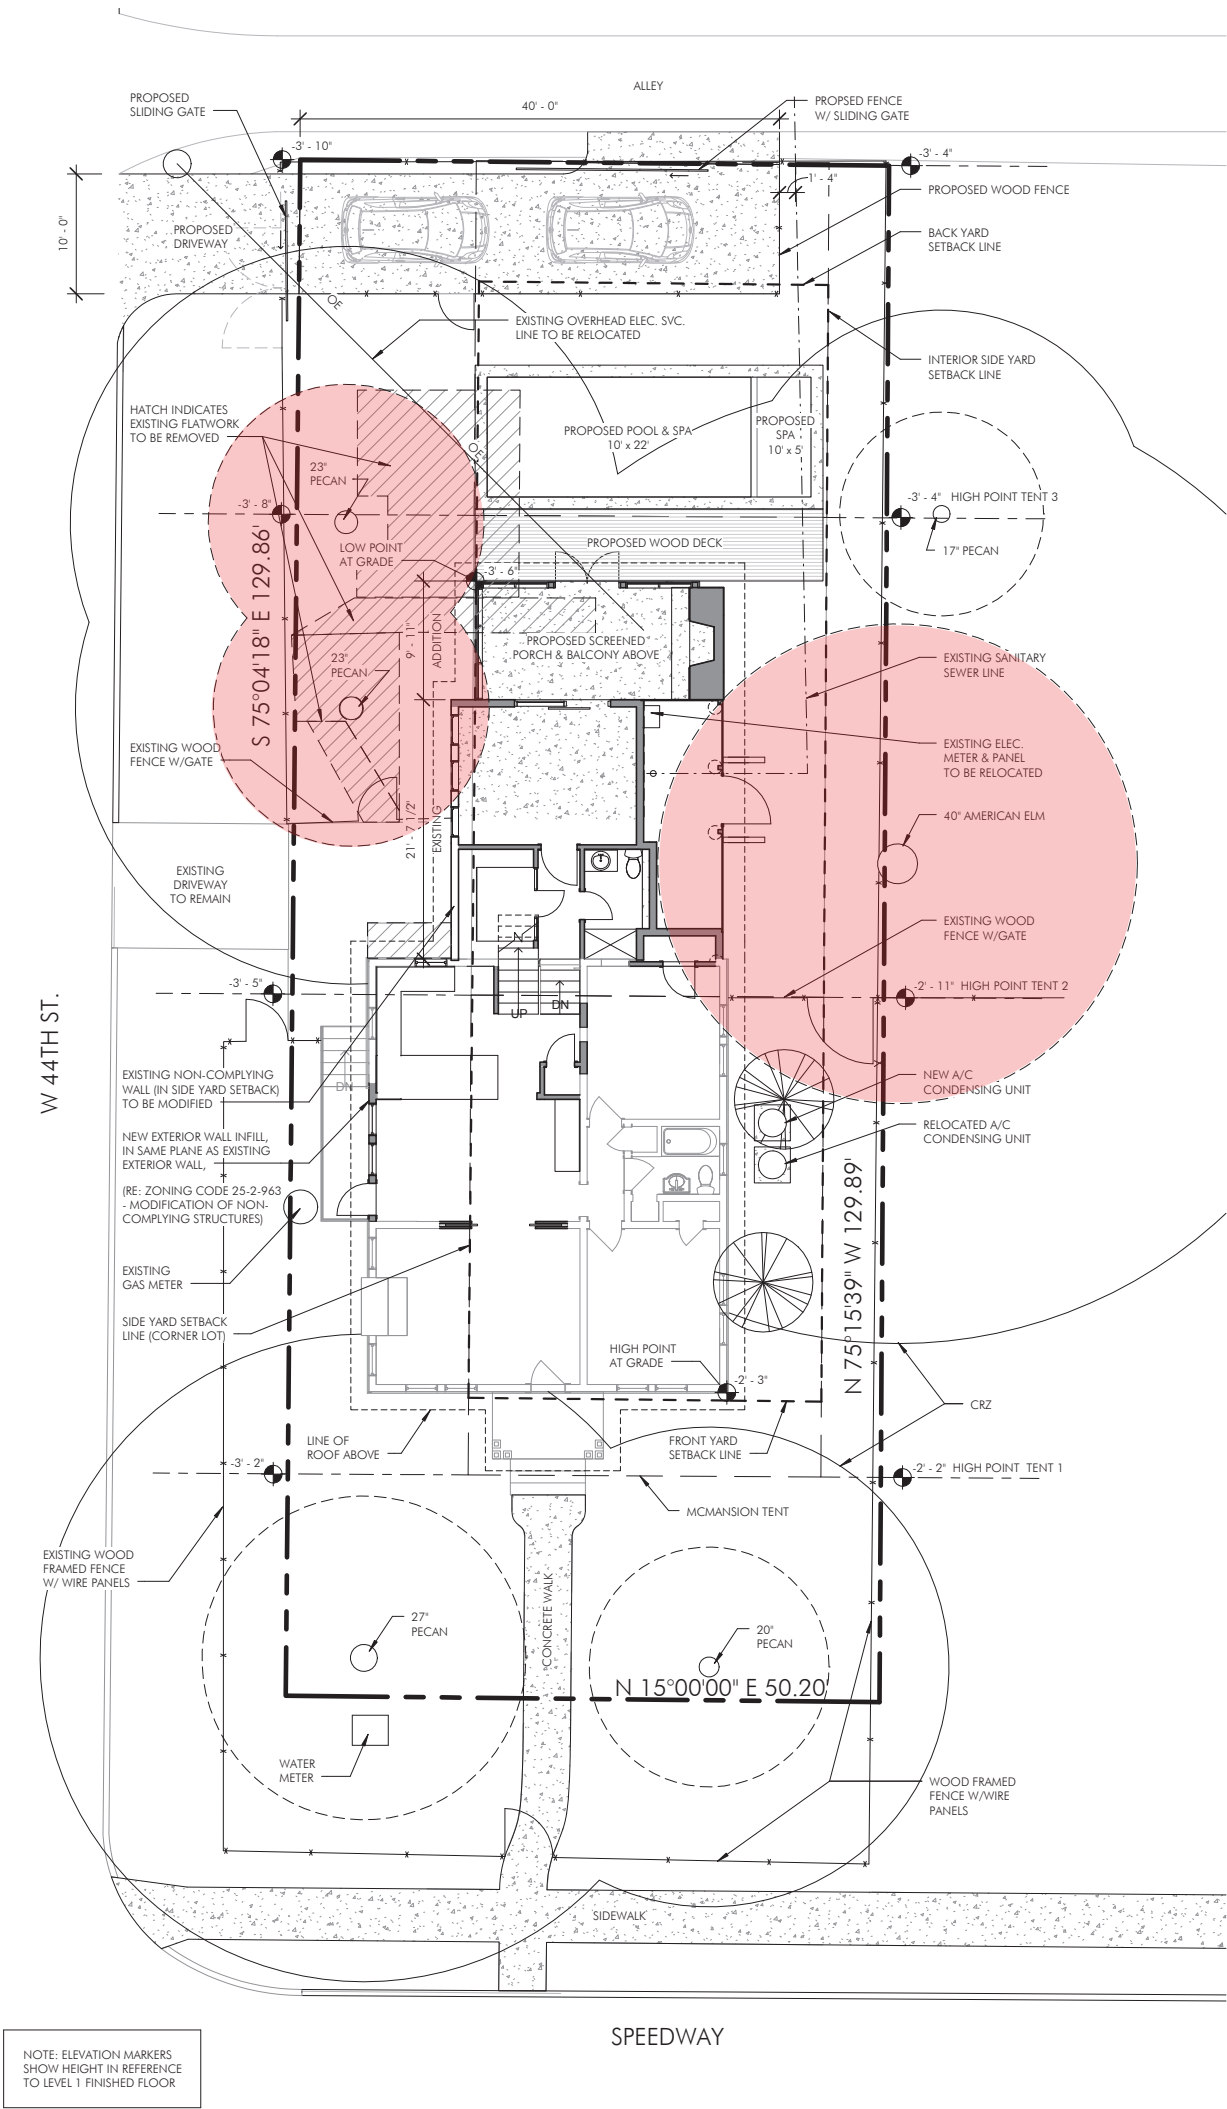 ALLEY
PROPOSED
SLIDING GATE
40' - 0"
PROPSED FENCE
W/ SLIDING GATE
-3' - 10"
-3' - 4"
1' - 4"
PROPOSED WOOD FENCE
10' - 0"
PROPOSED
DRIVEWAY
BACK YARD
SETBACK LINE
OE
EXISTING OVERHEAD ELEC. SVC.
LINE TO BE RELOCATED
INTERIOR SIDE YARD
SETBACK LINE
HATCH INDICATES
EXISTING FLATWORK
TO BE REMOVED
PROPOSED POOL & SPA
10' x 22'
PROPOSED
SPA
10' x 5'
OE
23"
PECAN
-3' - 8"
-3' - 4" HIGH POINT TENT 3
17" PECAN
LOW POINT
AT GRADE
-3' - 6"
PROPOSED WOOD DECK
S 75°04'18" E 129.86'
9' - 11"
ADDITION
PROPOSED SCREENED
PORCH & BALCONY ABOVE
23"
PECAN
EXISTING SANITARY
SEWER LINE
EXISTING WOOD
FENCE W/GATE
EXISTING ELEC.
METER & PANEL
TO BE RELOCATED
21' - 7 1/2"
EXISTING
40" AMERICAN ELM
EXISTING
DRIVEWAY
TO REMAIN
EXISTING WOOD
FENCE W/GATE
-3' - 5"
-2' - 11" HIGH POINT TENT 2
UP
DN
W 44TH ST.
DN
EXISTING NON-COMPLYING
WALL (IN SIDE YARD SETBACK)
TO BE MODIFIED
NEW A/C
CONDENSING UNIT
NEW EXTERIOR WALL INFILL,
IN SAME PLANE AS EXISTING
EXTERIOR WALL,
RELOCATED A/C
CONDENSING UNIT
(RE: ZONING CODE 25-2-963
- MODIFICATION OF NON-
COMPLYING STRUCTURES)
N 75°15'39" W 129.89'
EXISTING
GAS METER
SIDE YARD SETBACK
LINE (CORNER LOT)
HIGH POINT
AT GRADE
-2' - 3"
CRZ
LINE OF
ROOF ABOVE
FRONT YARD
SETBACK LINE
-3' - 2"
-2' - 2" HIGH POINT TENT 1
MCMANSION TENT
EXISTING WOOD
FRAMED FENCE
W/ WIRE PANELS
CONCRETE WALK
27"
PECAN
20"
PECAN
N 15°00'00" E 50.20'
WATER
METER
WOOD FRAMED
FENCE W/WIRE
PANELS
SIDEWALK
SPEEDWAY
NOTE: ELEVATION MARKERS
SHOW HEIGHT IN REFERENCE
TO LEVEL 1 FINISHED FLOOR